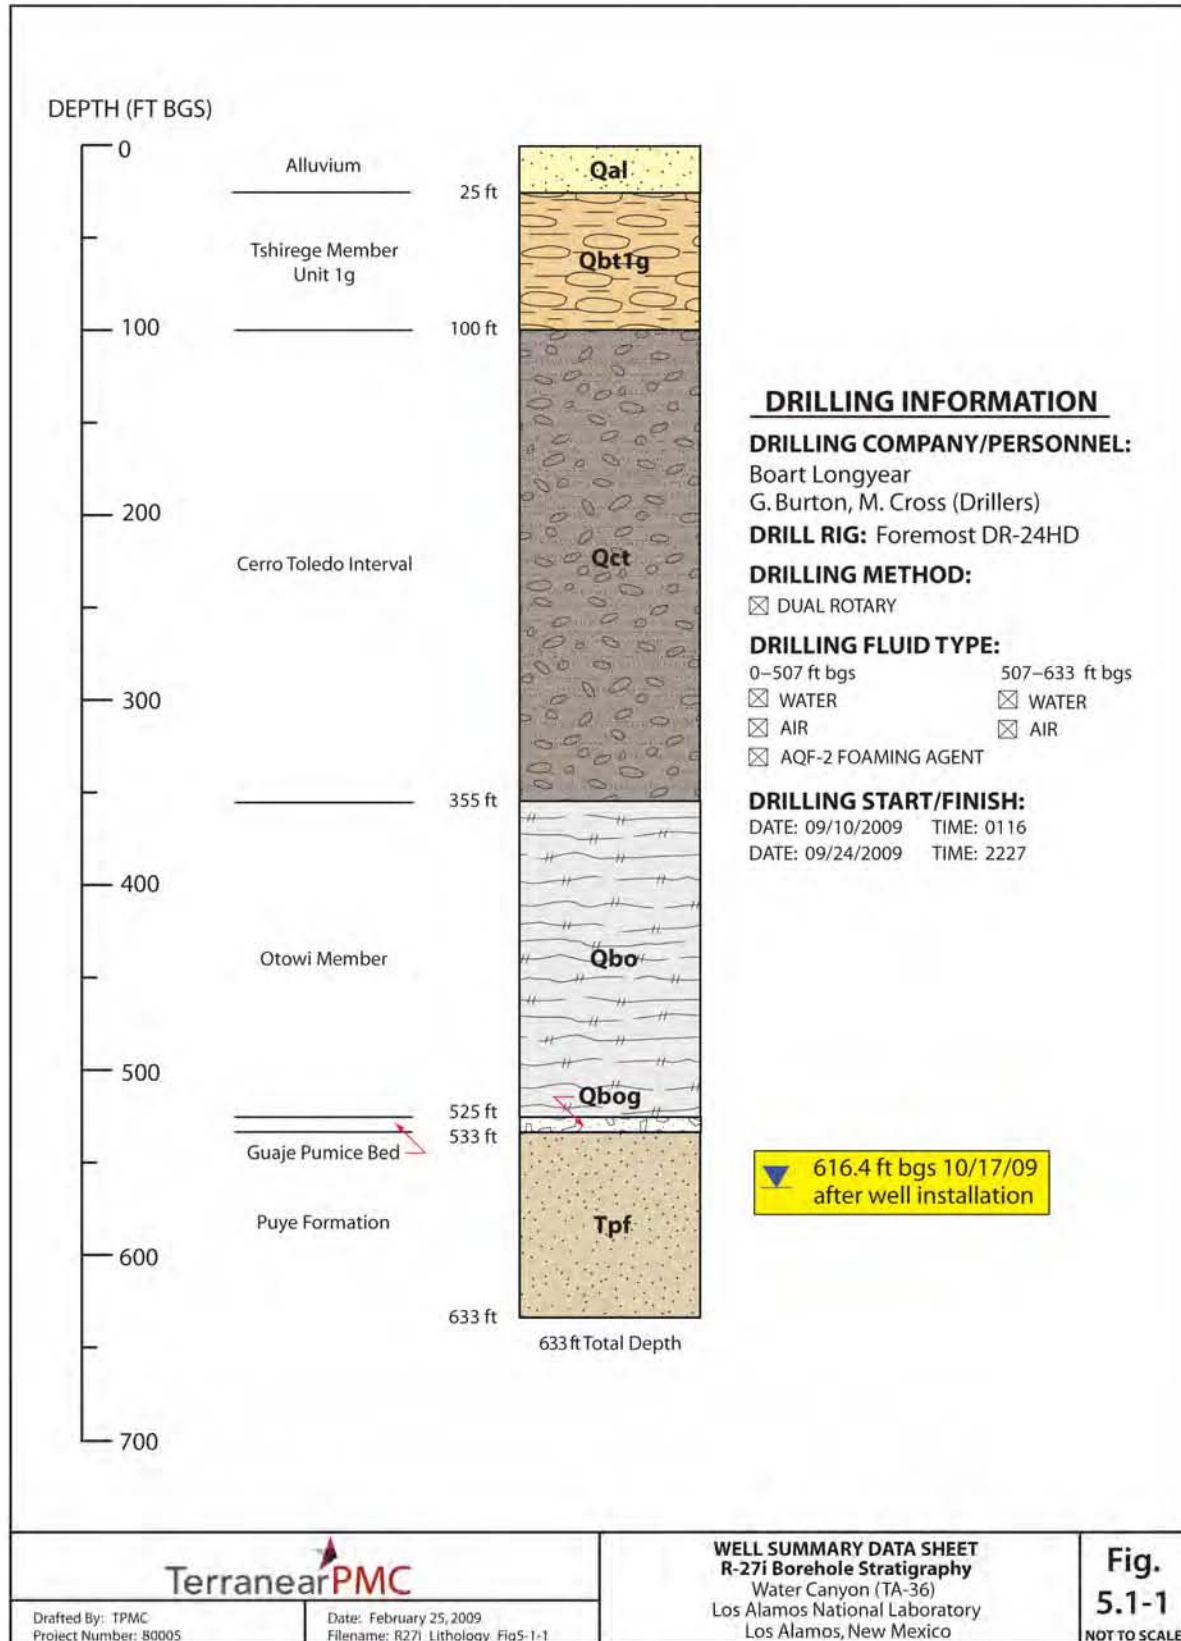 DEPTH (FT BGS)
0
100
200
300
400
500
600
700
Alluvium
Tshirege Member
Unit 1g
Cerro Toledo Interval
Otowi Member
Guaje Pumice Bed
Puye Formation
25 ft
100 ft
355 ft
525 ft
533 ft
633 ft
Qal
Qbt1g
Qct
Qbo
Qbog
Tpf
633 ft Total Depth
DRILLING INFORMATION
DRILLING COMPANY/PERSONNEL:
Boart Longyear
G. Burton, M. Cross (Drillers)
DRILL RIG: Foremost DR-24HD
DRILLING METHOD:
DUAL ROTARY
DRILLING FLUID TYPE:
0–507 ft bgs 507–633 ft bgs
WATER WATER
AIR AIR
AQF-2 FOAMING AGENT
DRILLING START/FINISH:
DATE: 09/10/2009 TIME: 0116
DATE: 09/24/2009 TIME: 2227
616.4 ft bgs 10/17/09
after well installation
TerranearPMC
Drafted By: TPMC
Project Number: 80005
Date: February 25, 2009
Filename: R27i_Lithology_Fig5-1-1
WELL SUMMARY DATA SHEET
R-27i Borehole Stratigraphy
Water Canyon (TA-36)
Los Alamos National Laboratory
Los Alamos, New Mexico
Fig.
5.1-1
NOT TO SCALE